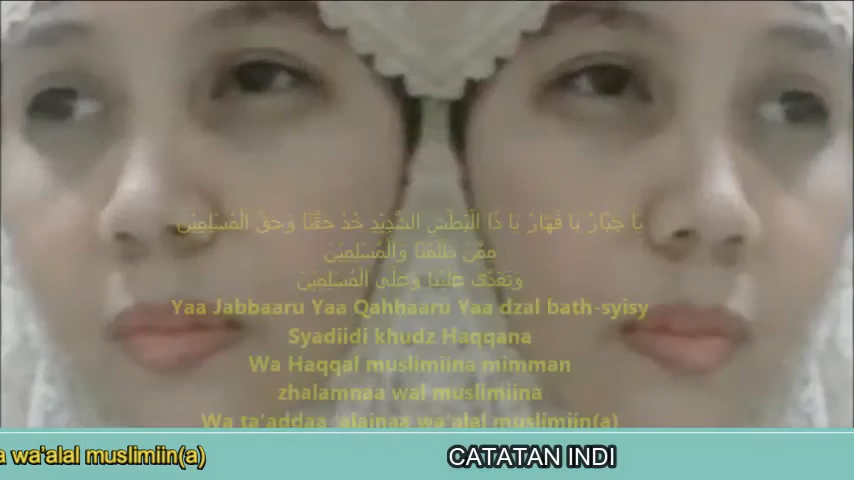 يَا جَبَّارُ يَا قَهَّارُ يَا ذَا الْبَطْشِ الشَّدِيْدِ خُذْ حَقَّنَا وَحَقَّ الْمُسْلِمِيْنَ
مِمَّنْ ظَلَمَنَا وَالْمُسْلِمِيْنَ
وَتَعَدَّى عَلَيْنَا وَعَلَى الْمُسْلِمِيْنَ
Yaa Jabbaaru Yaa Qahhaaru Yaa dzal bath-syisy
Syadiidi khudz Haqqana
Wa Haqqal muslimiina mimman
zhalamnaa wal muslimiina
Wa ta'addaa 'alainaa wa'alal muslimiin(a)
a wa'alal muslimiin(a) CATATAN INDI